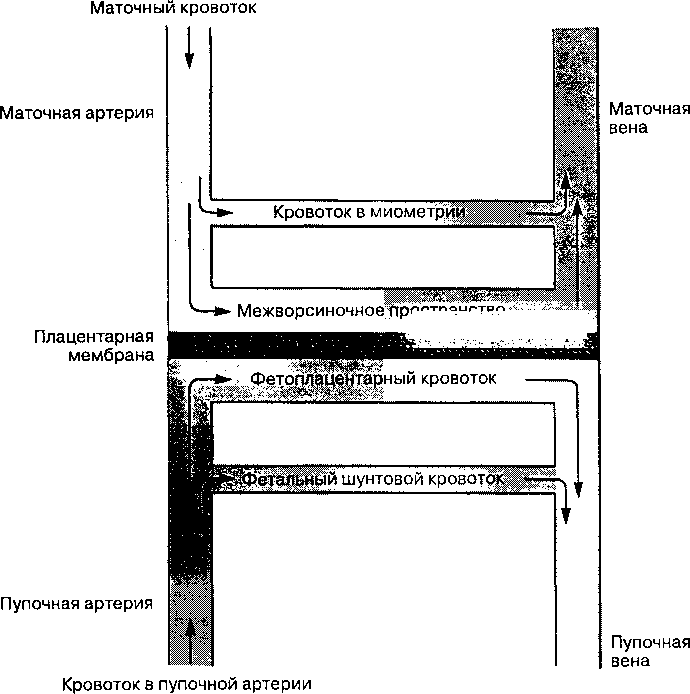 Маточный кровоток
Маточная артерия
Маточная
вена
Кровоток в миометрии
Межворсиночное пространство
Плацентарная
мембрана
Фетоплацентарный кровоток
Фетальный шунтовой кровоток
Пупочная артерия
Пупочная
вена
Кровоток в пупочной артерии